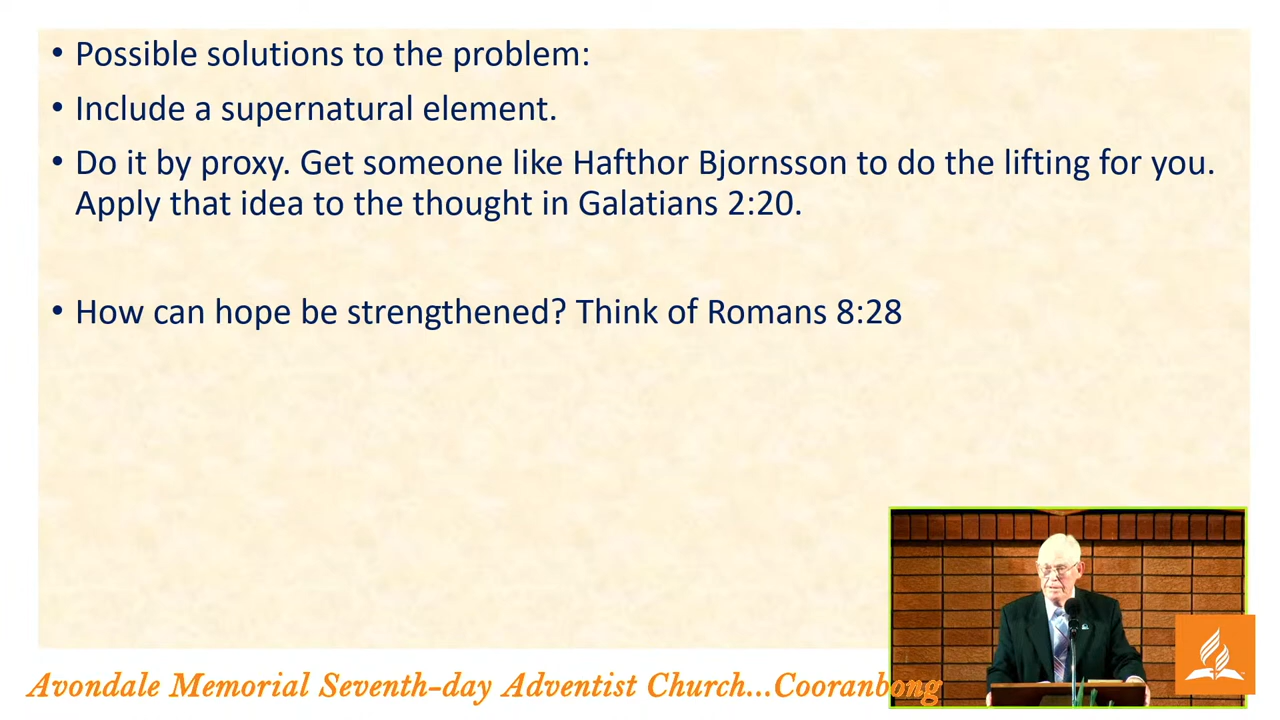 • Possible solutions to the problem:
• Include a supernatural element.
• Do it by proxy. Get someone like Hafthor Bjornsson to do the lifting for you.
Apply that idea to the thought in Galatians 2:20.
• How can hope be strengthened? Think of Romans 8:28
Avondale Memorial Seventh-day Adventist Church...Cooranbong